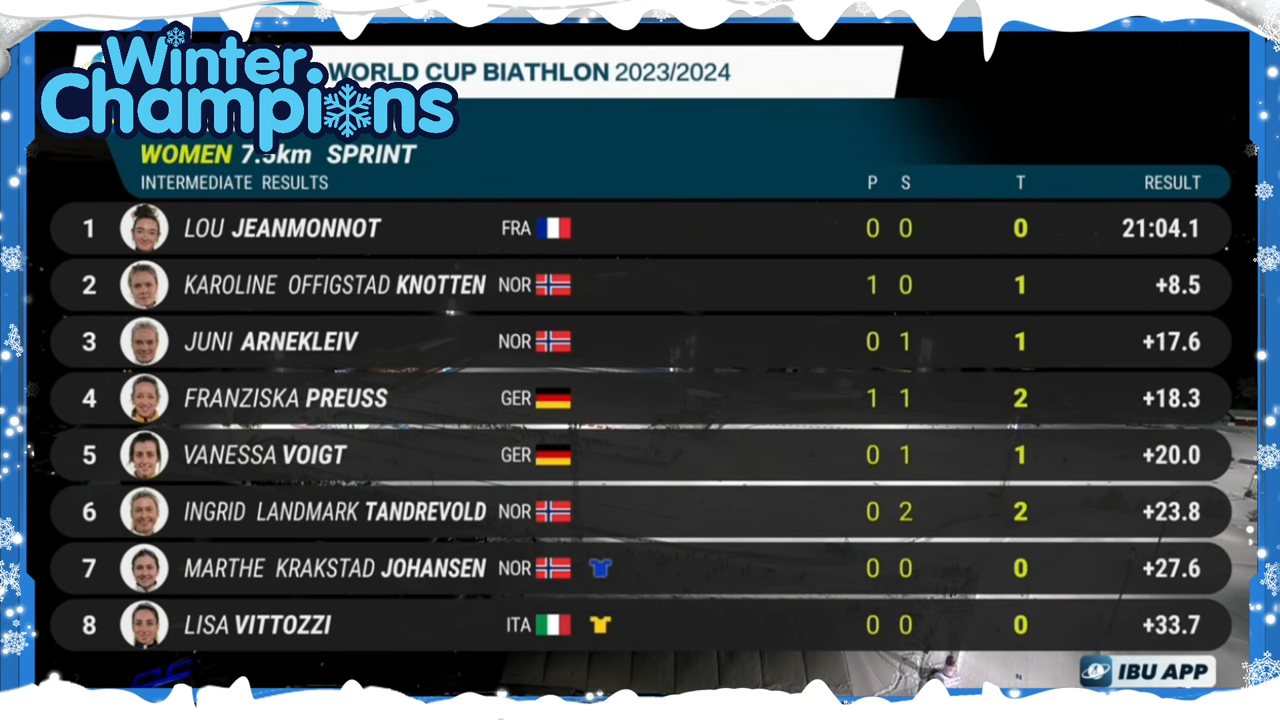 Winter
Champions
WORLD CUP BIATHLON 2023/2024
WOMEN 7.5km SPRINT
INTERMEDIATE RESULTS P S T RESULT
1 LOU JEANMONNOT FRA 0 0 0 21:04.1
2 KAROLINE OFFIGSTAD KNOTTEN NOR 1 0 1 +8.5
3 JUNI ARNEKLEIV NOR 0 1 1 +17.6
4 FRANZISKA PREUSS GER 1 1 2 +18.3
5 VANESSA VOIGT GER 0 1 1 +20.0
6 INGRID LANDMARK TANDREVOLD NOR 0 2 2 +23.8
7 MARTHE KRAKSTAD JOHANSEN NOR 0 0 0 +27.6
8 LISA VITTOZZI ITA 0 0 0 +33.7
IBU APP